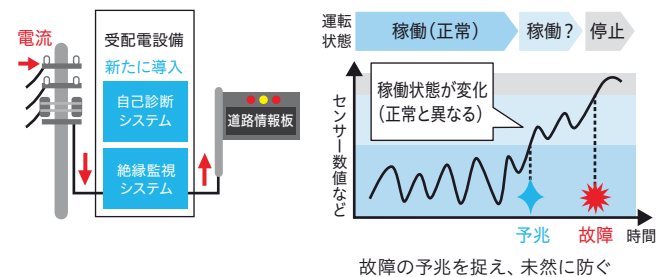 電流
受配電設備
新たに導入
自己診断
システム
絶縁監視
システム
道路情報板
運転
状態
稼働（正常）
稼働？
停止
稼働状態が変化
（正常と異なる）
センサー数値など
予兆
故障
時間
故障の予兆を捉え、未然に防ぐ